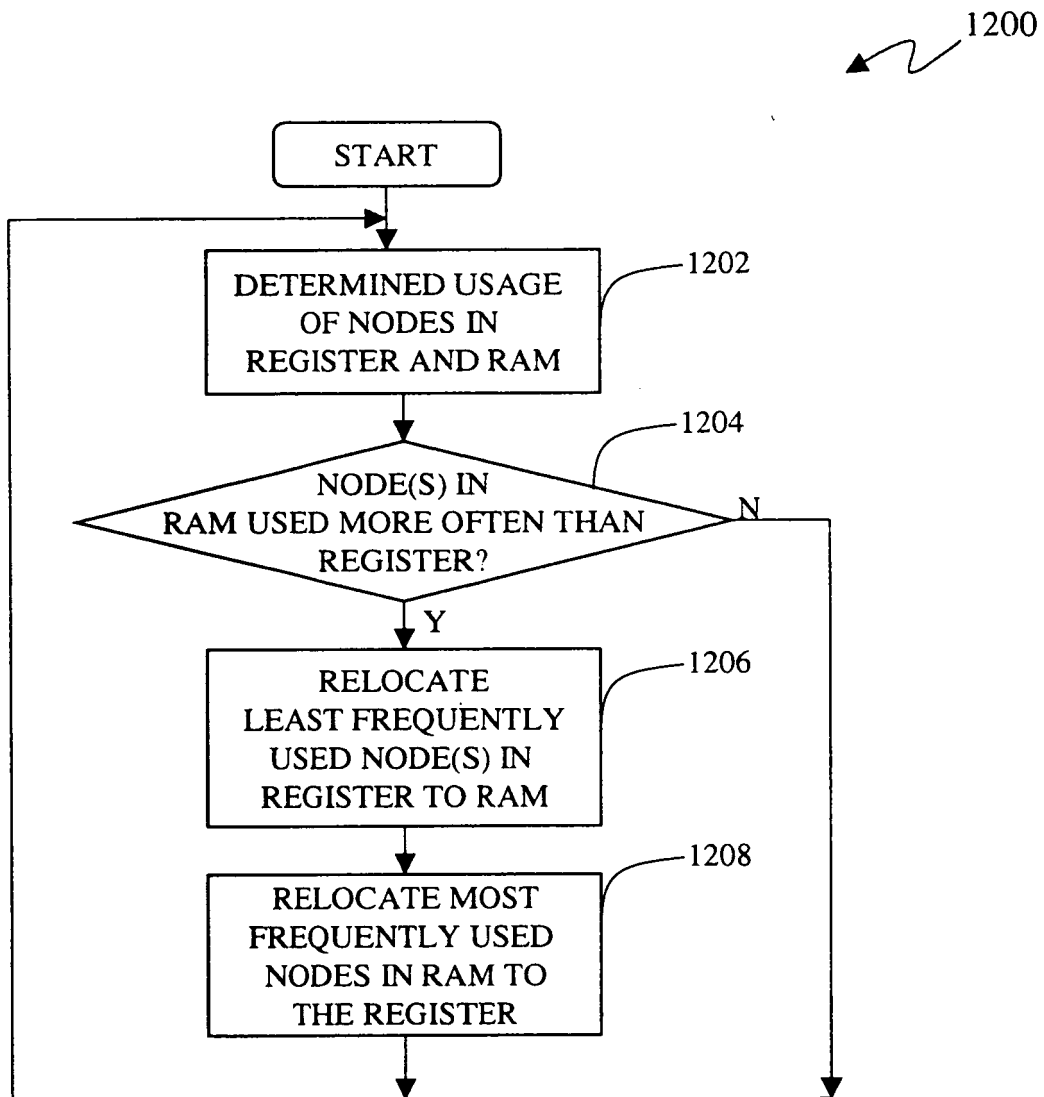 1200
START
DETERMINED USAGE
OF NODES IN
REGISTER AND RAM
1202
1204
NODE(S) IN
RAM USED MORE OFTEN THAN
REGISTER?
N
Y
RELOCATE
LEAST FREQUENTLY
USED NODE(S) IN
REGISTER TO RAM
1206
RELOCATE MOST
FREQUENTLY USED
NODES IN RAM TO
THE REGISTER
1208